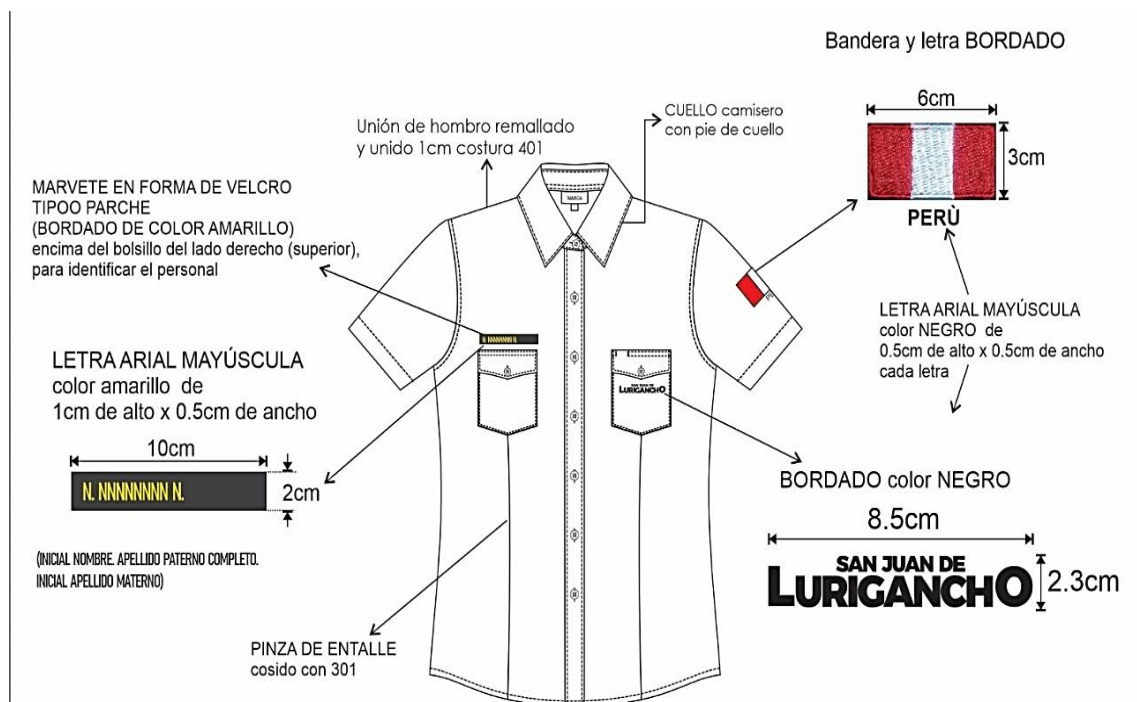 Bandera y letra BORDADO
6cm
3cm
PERÙ
Unión de hombro remallado
y unido 1cm costura 401
CUELLO camisero
con pie de cuello
MARVETE EN FORMA DE VELCRO
TIPOO PARCHE
(BORDADO DE COLOR AMARILLO)
encima del bolsillo del lado derecho (superior),
para identificar el personal
MARCA
LETRA ARIAL MAYÚSCULA
color NEGRO de
0.5cm de alto x 0.5cm de ancho
cada letra
N. NNNNNNNN N.
LETRA ARIAL MAYÚSCULA
color amarillo de
1cm de alto x 0.5cm de ancho
SAN JUAN DE
LURIGANCHO
10cm
N. NNNNNNNN N.
2cm
(INICIAL NOMBRE. APELLIDO PATERNO COMPLETO.
INICIAL APELLIDO MATERNO)
BORDADO color NEGRO
8.5cm
SAN JUAN DE
LURIGANCHO
2.3cm
PINZA DE ENTALLE
cosido con 301